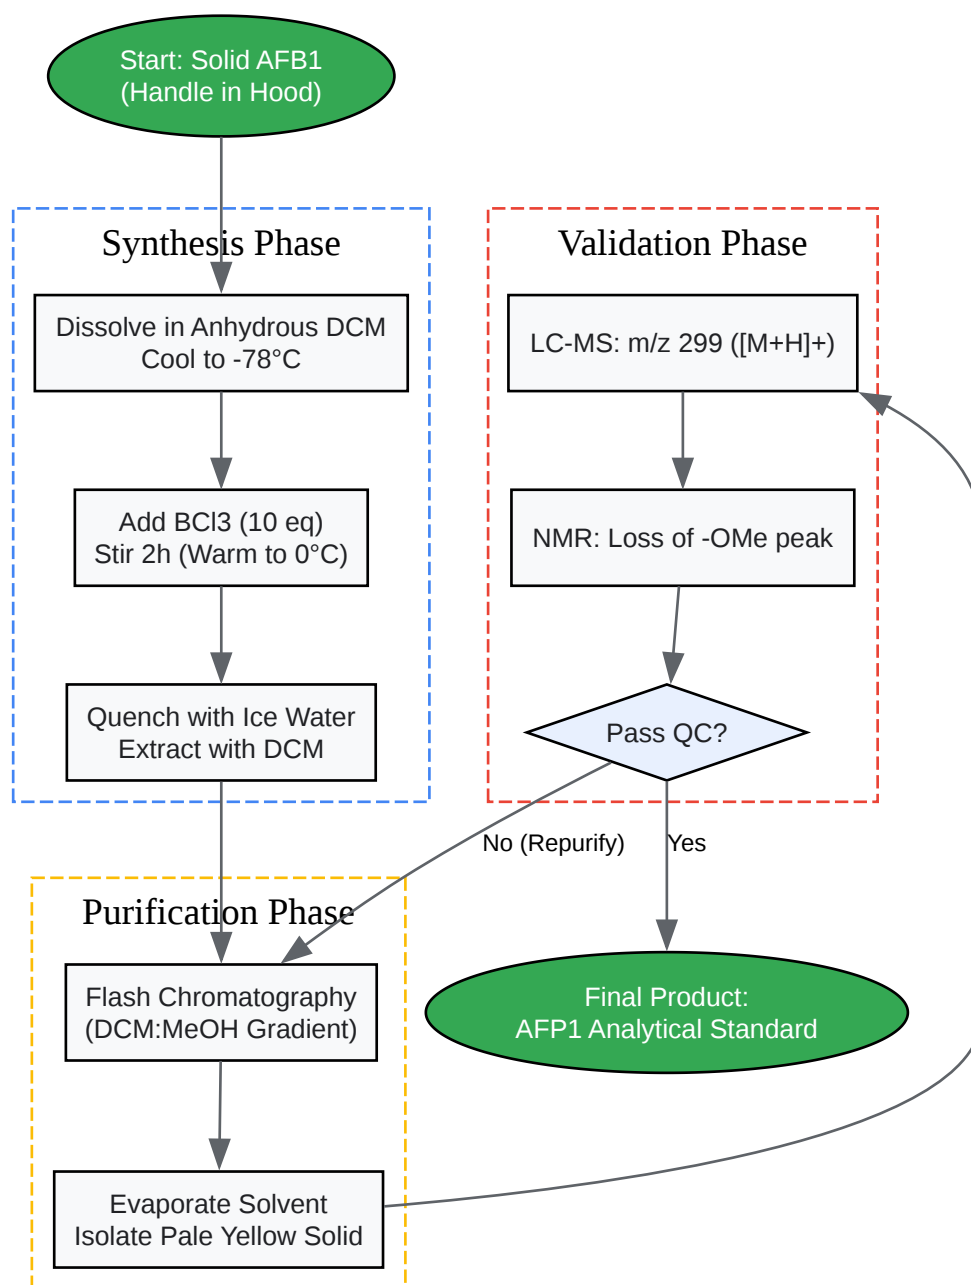 Start: Solid AFB1
(Handle in Hood)
Synthesis Phase
Dissolve in Anhydrous DCM
Cool to -78°C
Add BCl3 (10 eq)
Stir 2h (Warm to 0°C)
Quench with Ice Water
Extract with DCM
Purification Phase
Flash Chromatography
(DCM:MeOH Gradient)
Evaporate Solvent
Isolate Pale Yellow Solid
Validation Phase
LC-MS: m/z 299 ([M+H]+)
NMR: Loss of -OMe peak
Pass QC?
No (Repurify)
Yes
Final Product:
AFP1 Analytical Standard